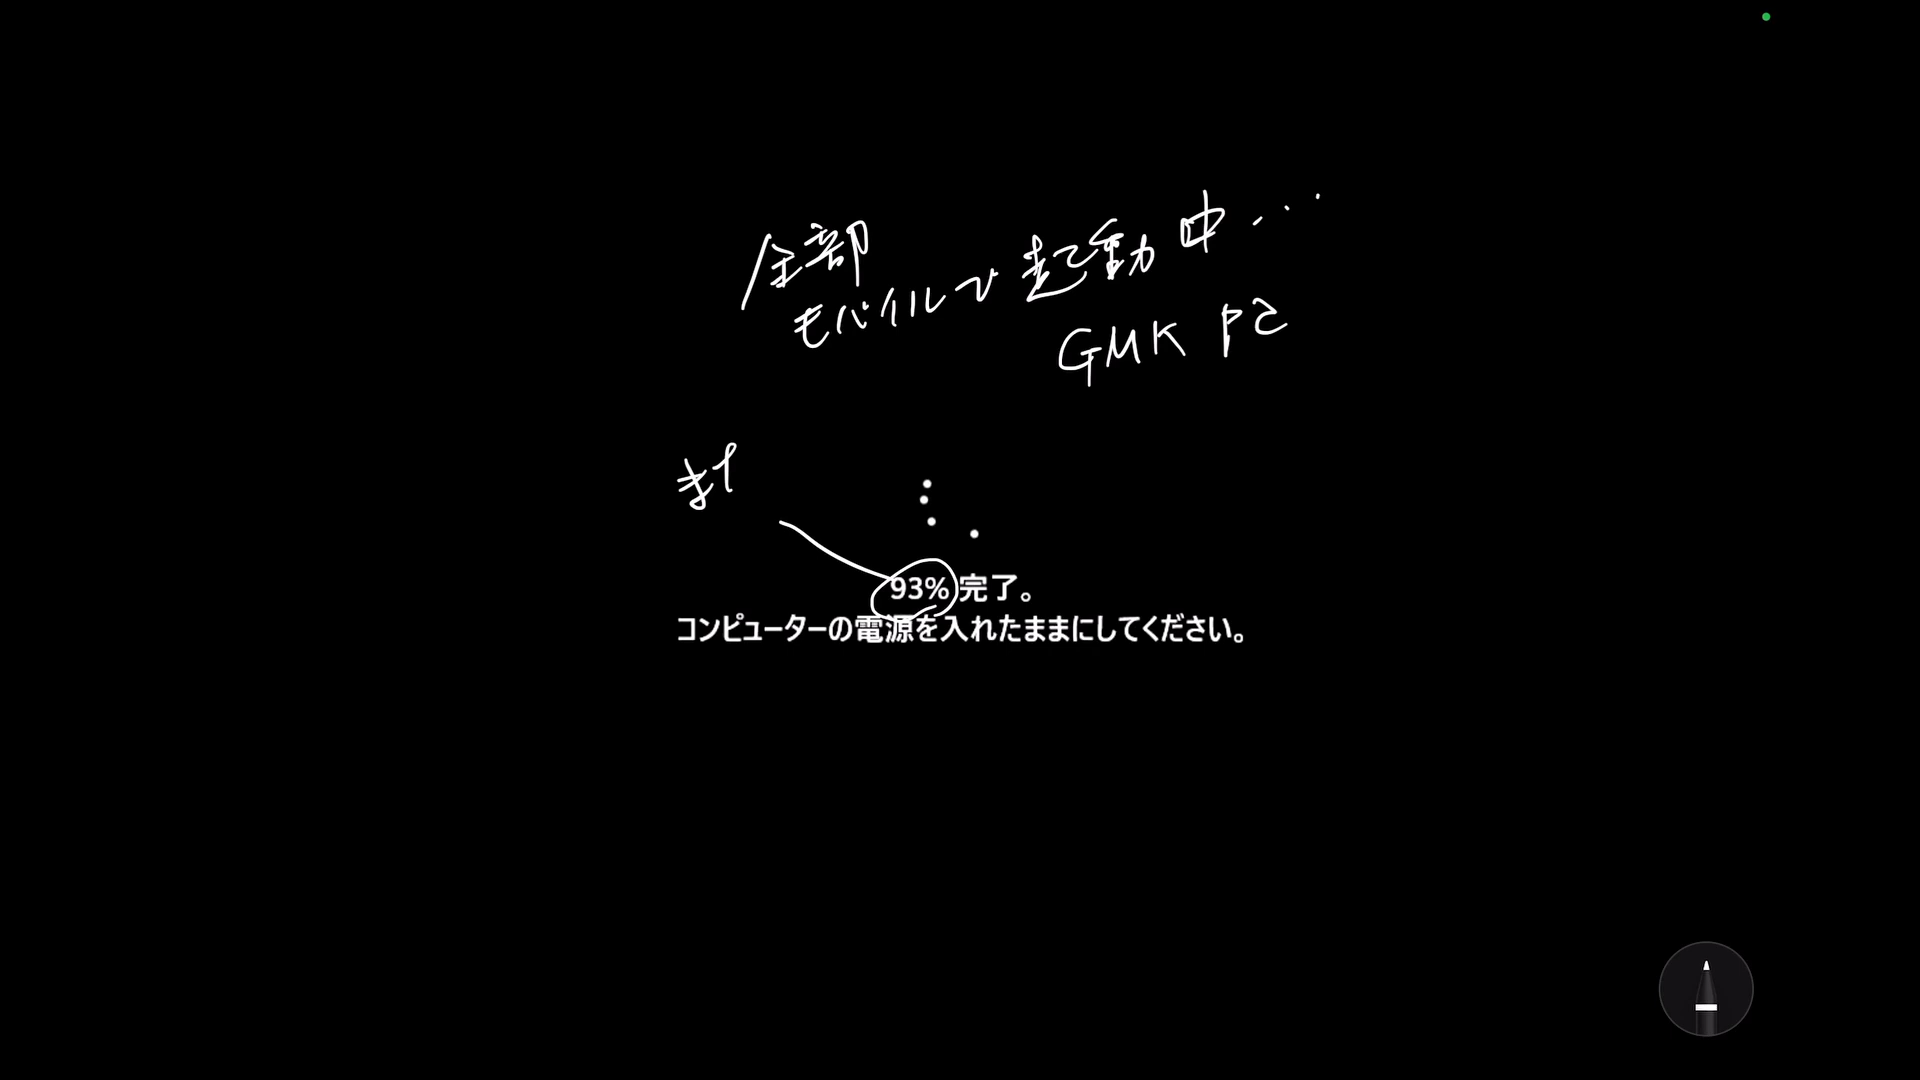 全部
モバイルで起動中...
GMK PC
93% 完了。
コンピューターの電源を入れたままにしてください。